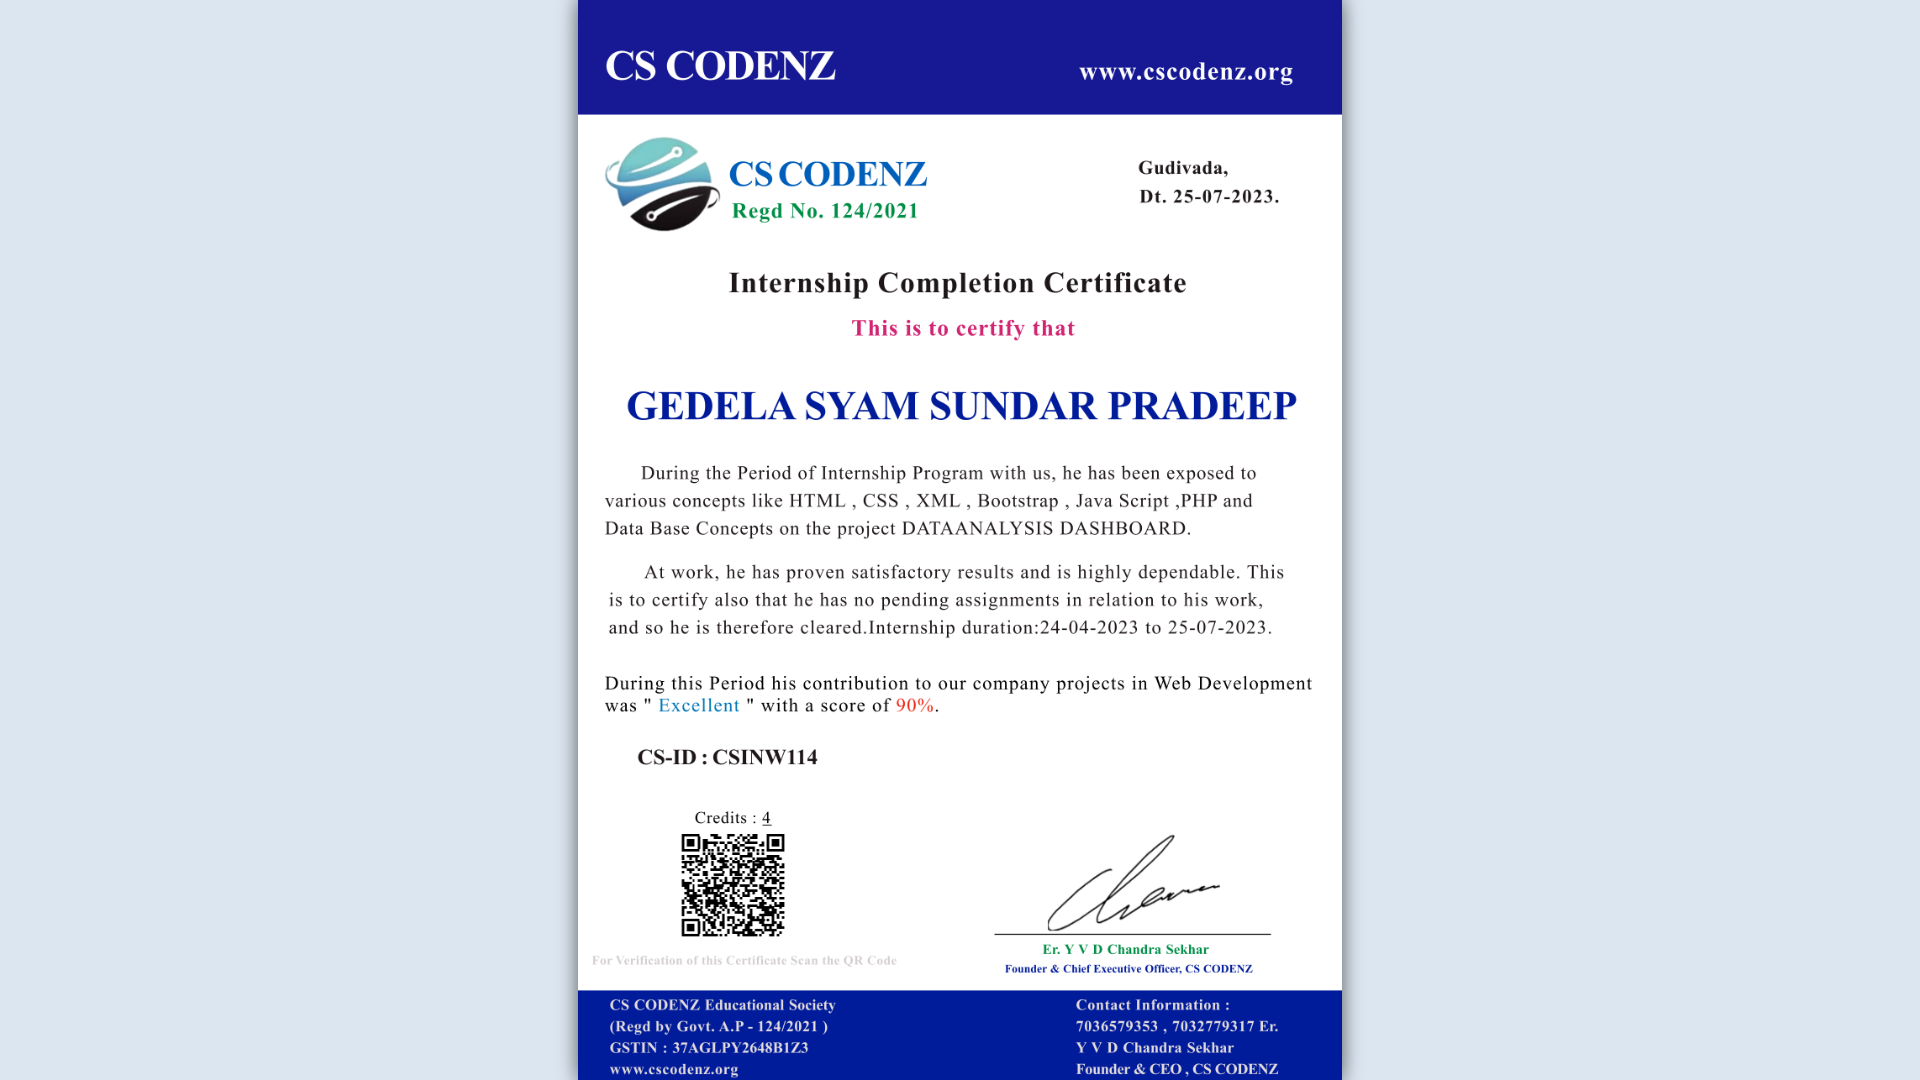 CS CODENZ
www.cscodenz.org
CS CODENZ
Regd No. 124/2021
Gudivada,
Dt. 25-07-2023.
Internship Completion Certificate
This is to certify that
GEDELA SYAM SUNDAR PRADEEP
During the Period of Internship Program with us, he has been exposed to
various concepts like HTML , CSS , XML , Bootstrap , Java Script ,PHP and
Data Base Concepts on the project DATAANALYSIS DASHBOARD.
At work, he has proven satisfactory results and is highly dependable. This
is to certify also that he has no pending assignments in relation to his work,
and so he is therefore cleared.Internship duration:24-04-2023 to 25-07-2023.
During this Period his contribution to our company projects in Web Development
was " Excellent " with a score of 90%.
CS-ID : CSINW114
Credits : 4
For Verification of this Certificate Scan the QR Code
Er. Y V D Chandra Sekhar
Founder & Chief Executive Officer, CS CODENZ
CS CODENZ Educational Society
(Regd by Govt. A.P - 124/2021 )
GSTIN : 37AGLPY2648B1Z3
www.cscodenz.org
Contact Information :
7036579353 , 7032779317 Er.
Y V D Chandra Sekhar
Founder & CEO , CS CODENZ